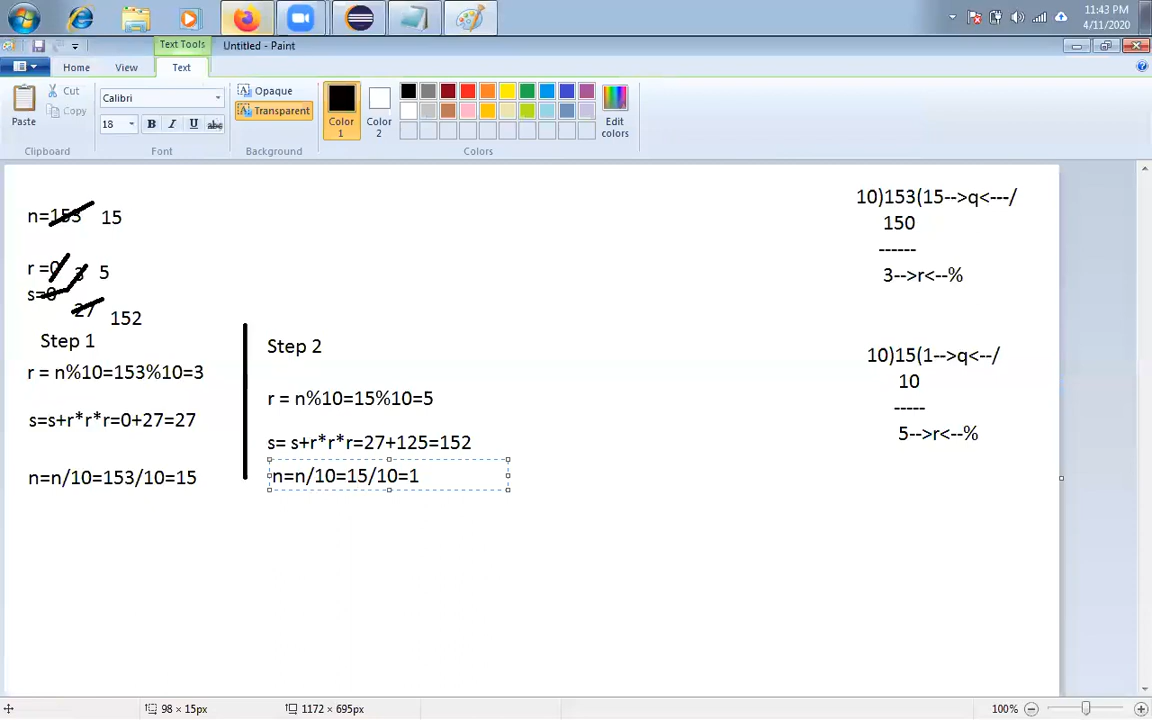 11:43 PM
4/11/2020
Text Tools
Untitled - Paint
Home
View
Text
Paste
Cut
Copy
Clipboard
Calibri
18
B
I
U
abc
Font
Opaque
Transparent
Background
Color
1
Color
2
Edit
colors
Colors
n=153 15
r =0 3 5
s=0 27 152
Step 1
r = n%10=153%10=3
s=s+r*r*r=0+27=27
n=n/10=153/10=15
Step 2
r = n%10=15%10=5
s= s+r*r*r=27+125=152
n=n/10=15/10=1
10)153(15-->q<---/
150
------
3-->r<--%
10)15(1-->q<--/
10
-----
5-->r<--%
98 × 15px
1172 × 695px
100%